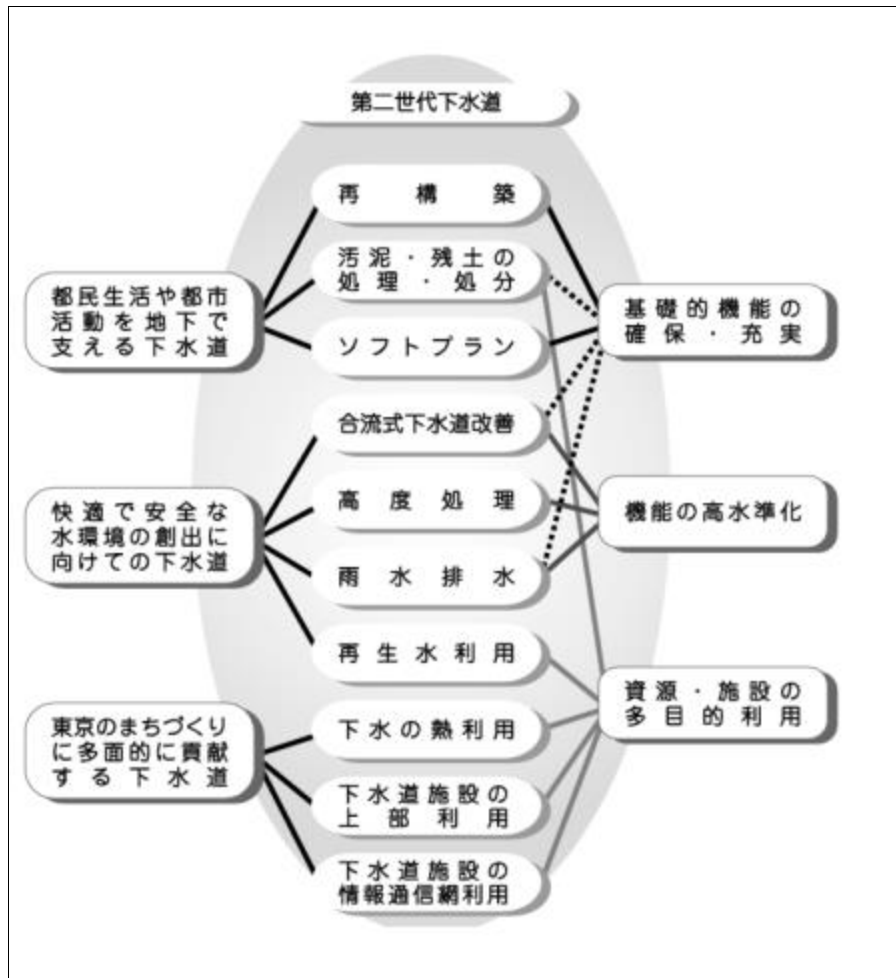 第二世代下水道
再構築
汚泥・残土の
処理・処分
ソフトプラン
合流式下水道改善
高度処理
雨水排水
再生水利用
下水の熱利用
下水道施設の
上部利用
下水道施設の
情報通信網利用
都民生活や都市
活動を地下で
支える下水道
快適で安全な
水環境の創出に
向けての下水道
東京のまちづくり
に多面的に貢献
する下水道
基礎的機能の
確保・充実
機能の高水準化
資源・施設の
多目的利用